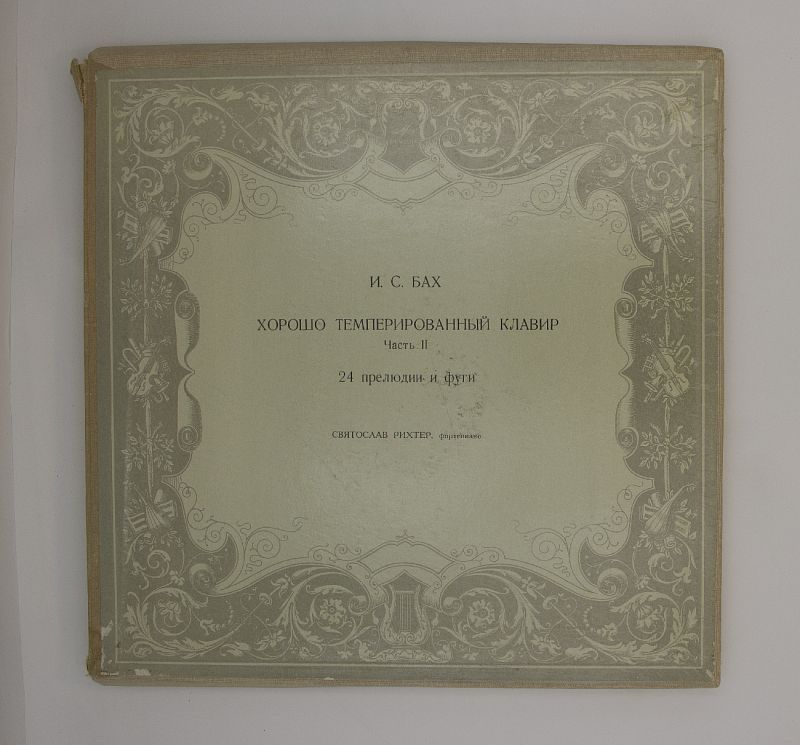 И. С. БАХ
ХОРОШО ТЕМПЕРИРОВАННЫЙ КЛАВИР
Часть II
24 прелюдии и фуги
СВЯТОСЛАВ РИХТЕР, фортепиано